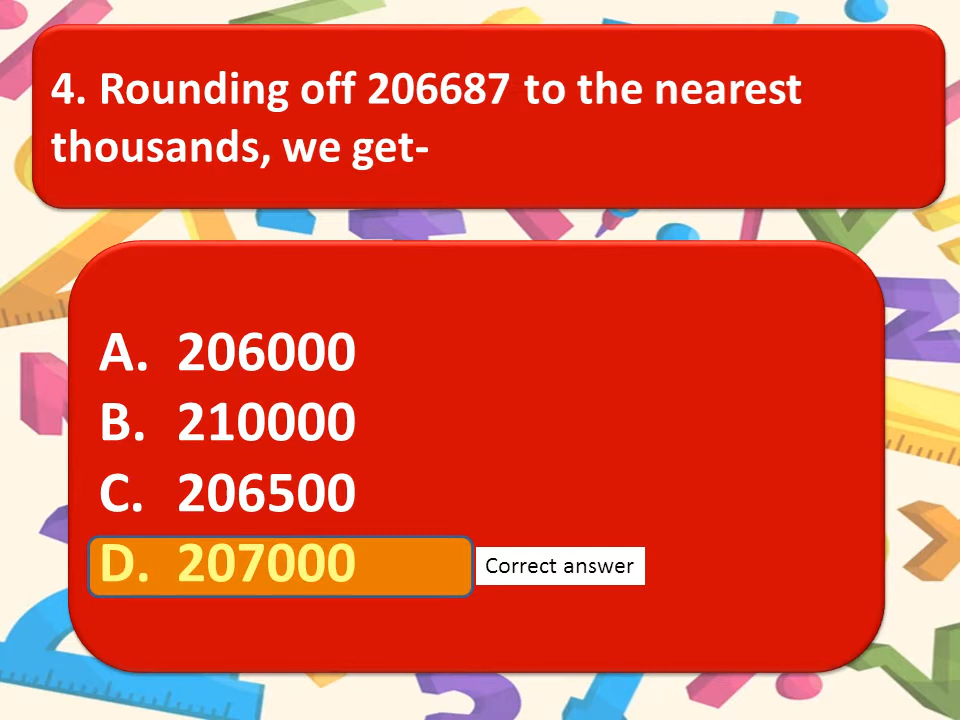 4. Rounding off 206687 to the nearest
thousands, we get-
A. 206000
B. 210000
C. 206500
D. 207000
Correct answer